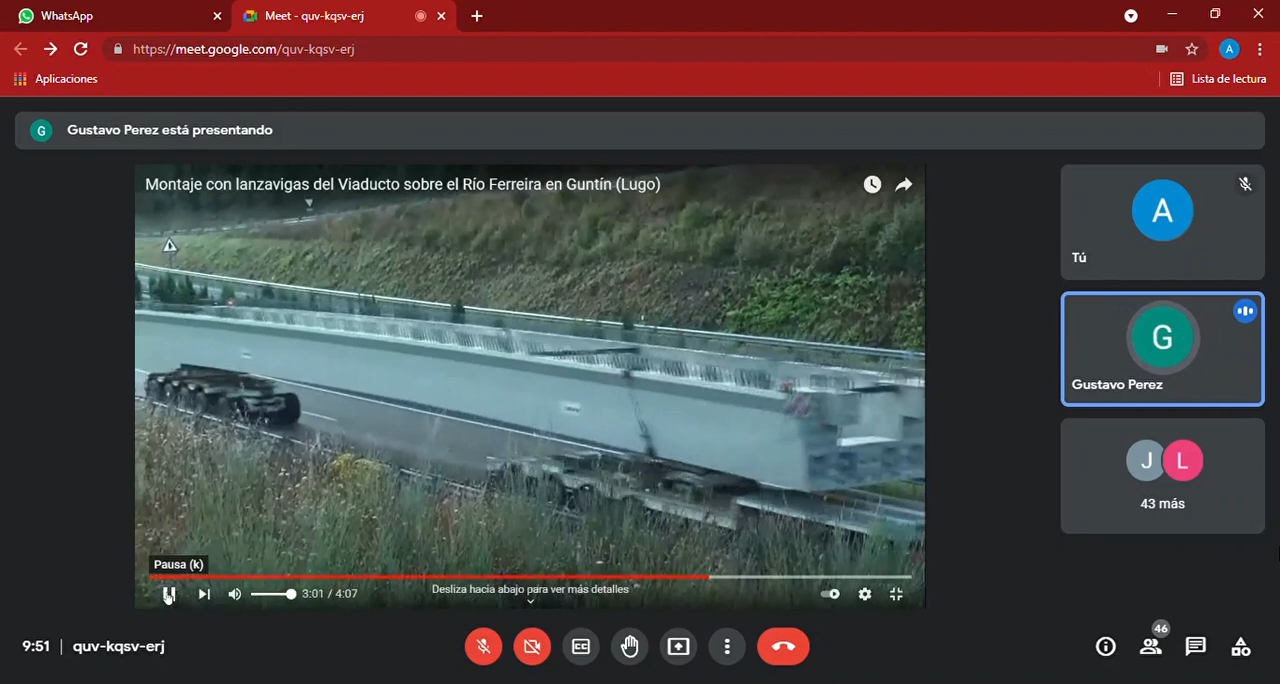 WhatsApp
Meet - quv-kqsv-erj
https://meet.google.com/quv-kqsv-erj
A
Aplicaciones
Lista de lectura
G
Gustavo Perez está presentando
Montaje con lanzavigas del Viaducto sobre el Río Ferreira en Guntín (Lugo)
A
Tú
G
Gustavo Perez
J
L
43 más
Pausa (k)
3:01 / 4:07
Desliza hacia abajo para ver más detalles
9:51 | quv-kqsv-erj
CC
46